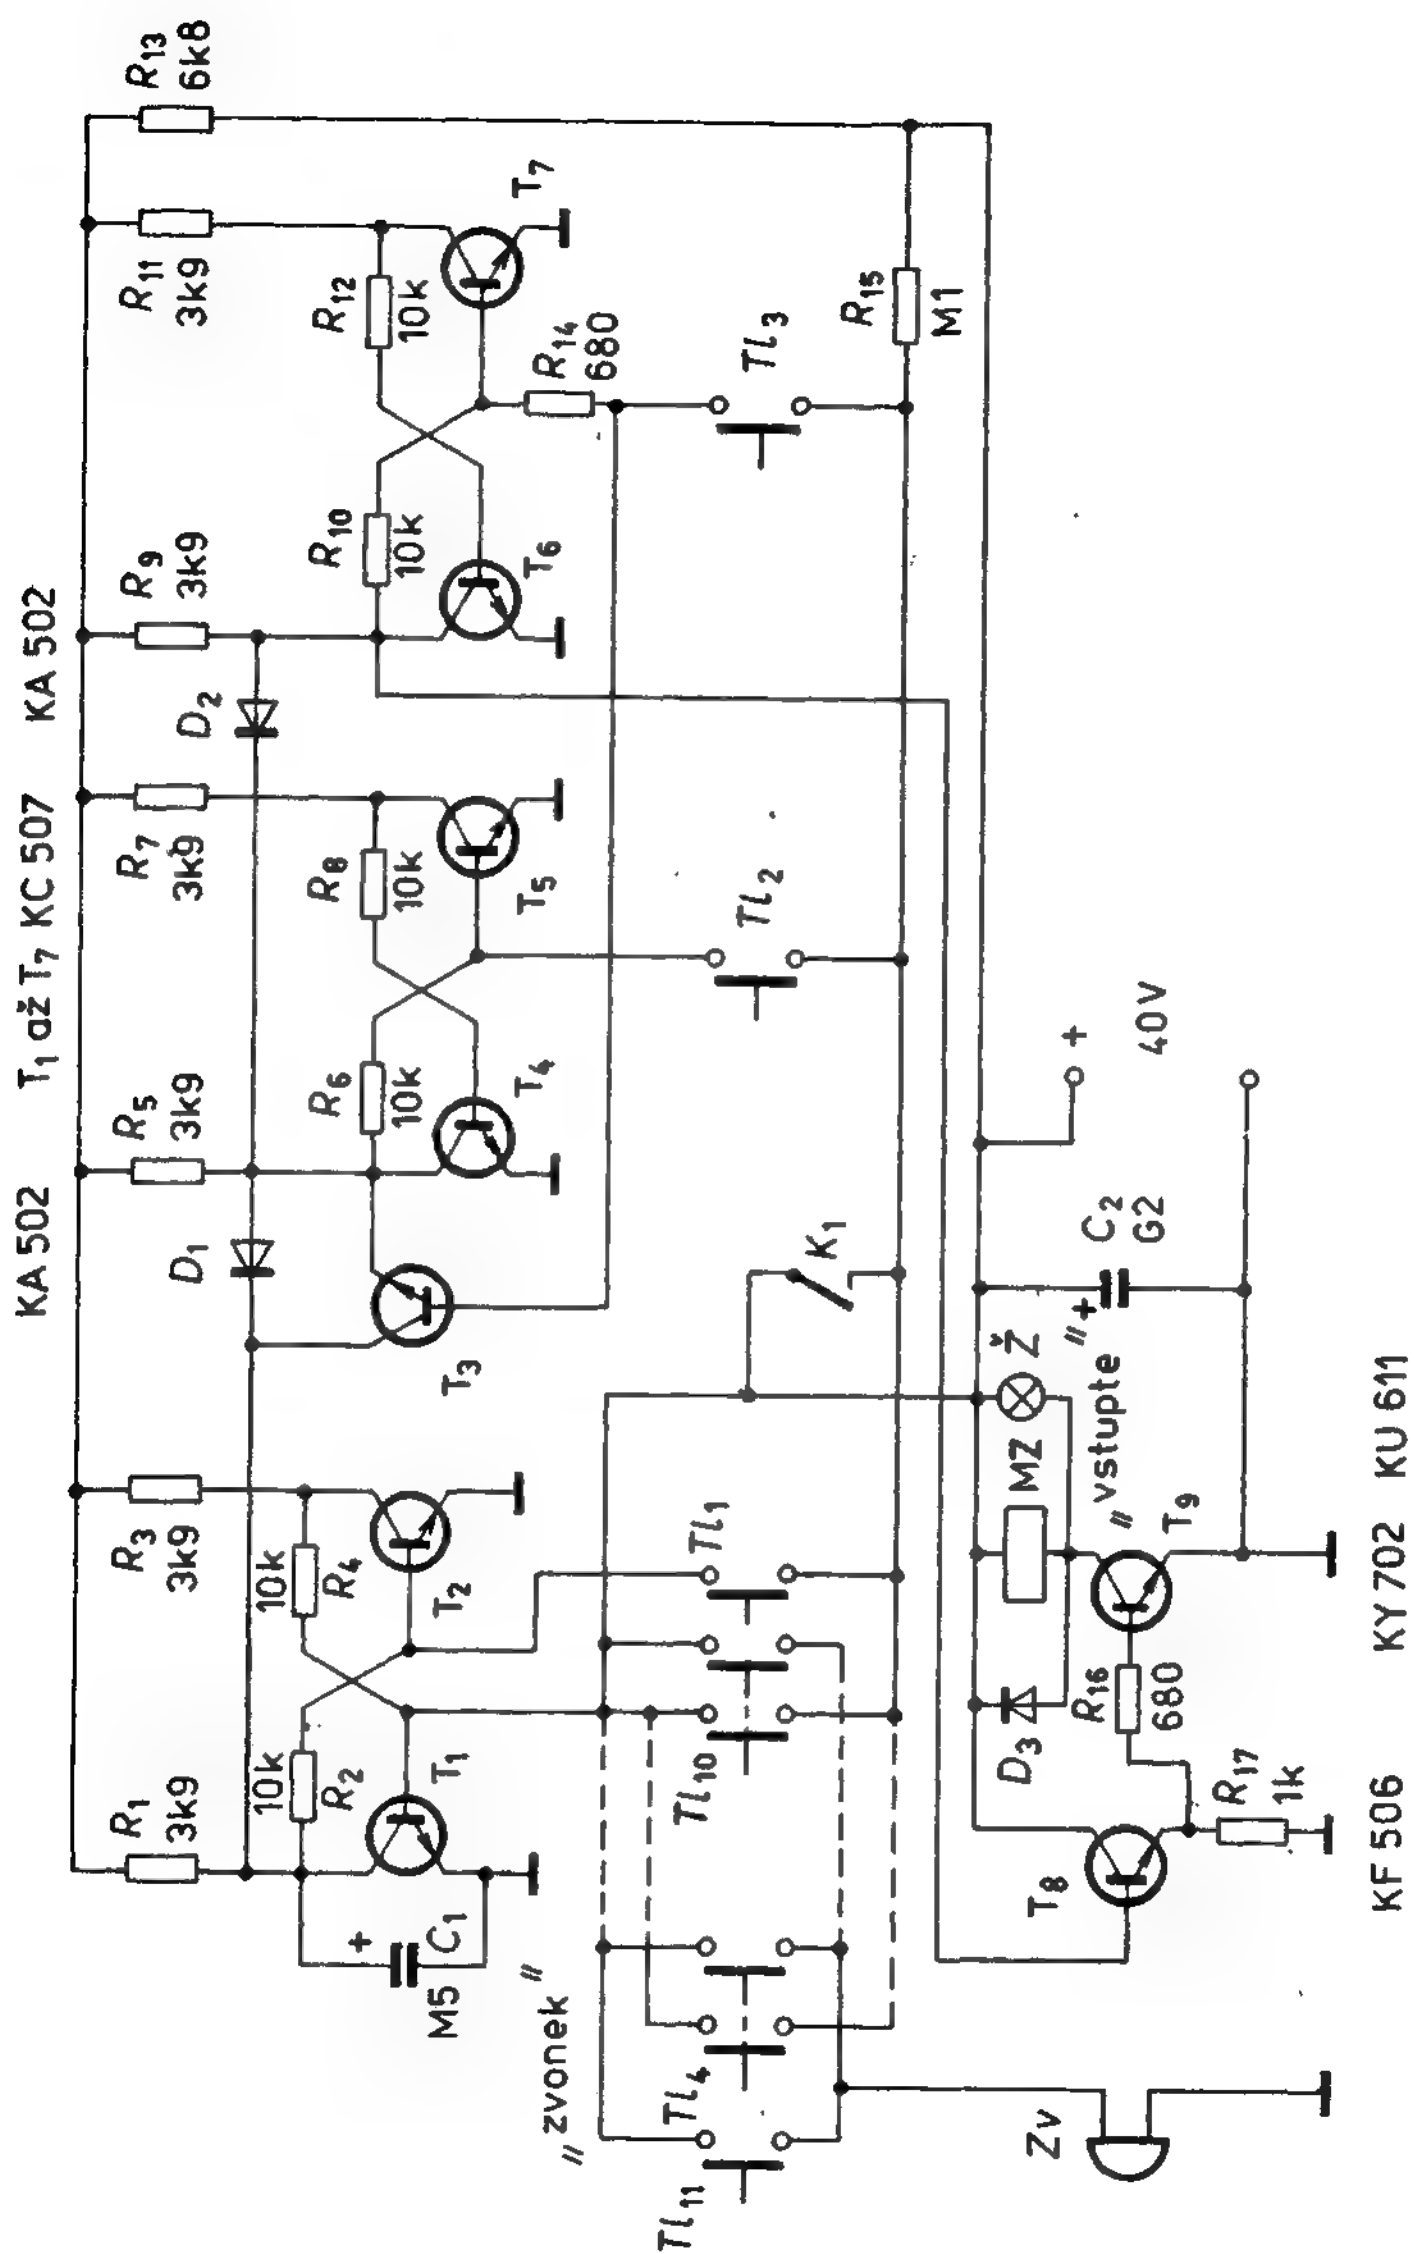 KA 502
T₁ až T₇ KC 507
KA 502
R₁
3k9
R₃
3k9
R₅
3k9
R₇
3k9
R₉
3k9
R₁₁
3k9
R₁₃
6k8
D₁
D₂
10k
R₂
10k
R₄
R₆
10k
R₈
10k
R₁₀
10k
R₁₂
10k
T₁
T₂
T₃
T₄
T₅
T₆
T₇
+
M5
C₁
R₁₄
680
„zvonek"
Tl₁₁
Tl₄
Tl₁₀
Tl₁
K₁
Tl₂
Tl₃
R₁₅
M1
Zv
T₈
D₃
R₁₆
680
R₁₇
1k
MZ
Ž
„vstupte"
T₉
+
C₂
G2
+
40V
KF 506
KY 702
KU 611